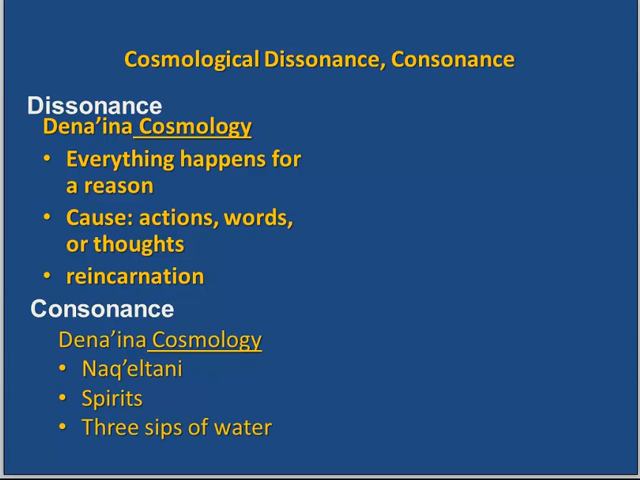 Cosmological Dissonance, Consonance
Dissonance
Dena’ina Cosmology
• Everything happens for
a reason
• Cause: actions, words,
or thoughts
• reincarnation
Consonance
Dena’ina Cosmology
• Naq’eltani
• Spirits
• Three sips of water